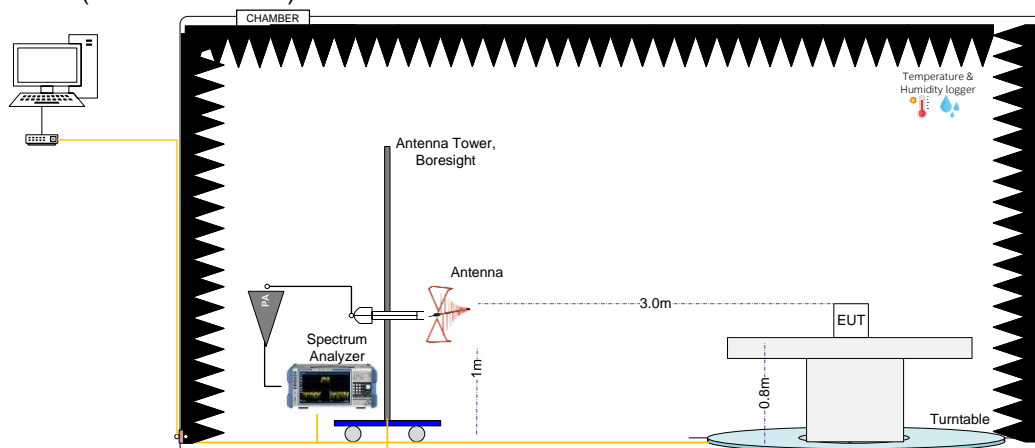 CHAMBER
Temperature &
Humidity logger
Antenna Tower,
Boresight
Antenna
PA
3.0m
EUT
Spectrum
Analyzer
1m
0.8m
Turntable